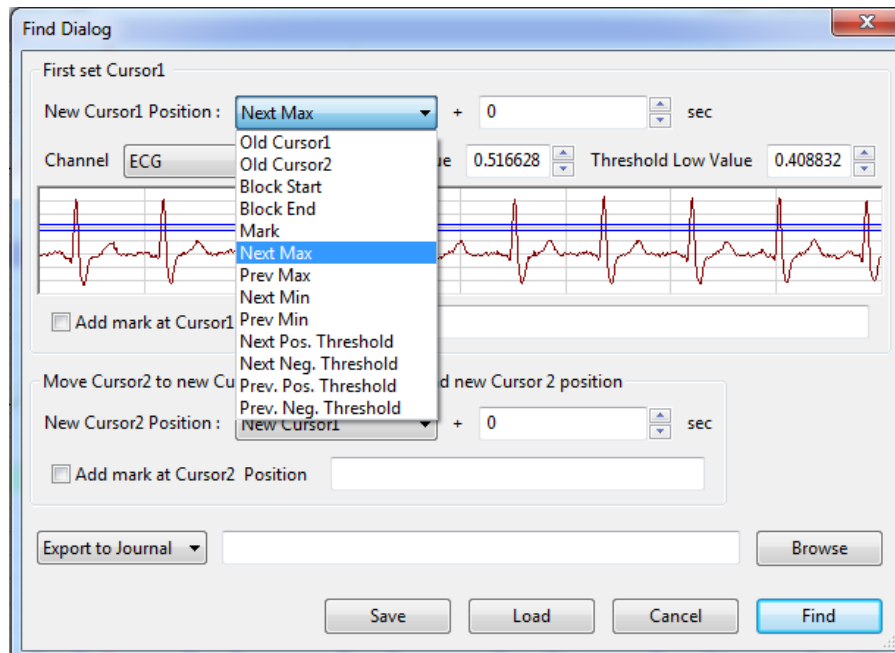 Find Dialog
First set Cursor1
New Cursor1 Position : Next Max + 0 sec
Old Cursor1
Old Cursor2
Block Start
Block End
Mark
Next Max
Prev Max
Next Min
Prev Min
Next Pos. Threshold
Next Neg. Threshold
Prev. Pos. Threshold
Prev. Neg. Threshold
Channel ECG 0.516628 Threshold Low Value 0.408832
Add mark at Cursor1
Move Cursor2 to new new Cursor 2 position
New Cursor2 Position : New Cursor1 + 0 sec
Add mark at Cursor2 Position
Export to Journal Browse
Save Load Cancel Find